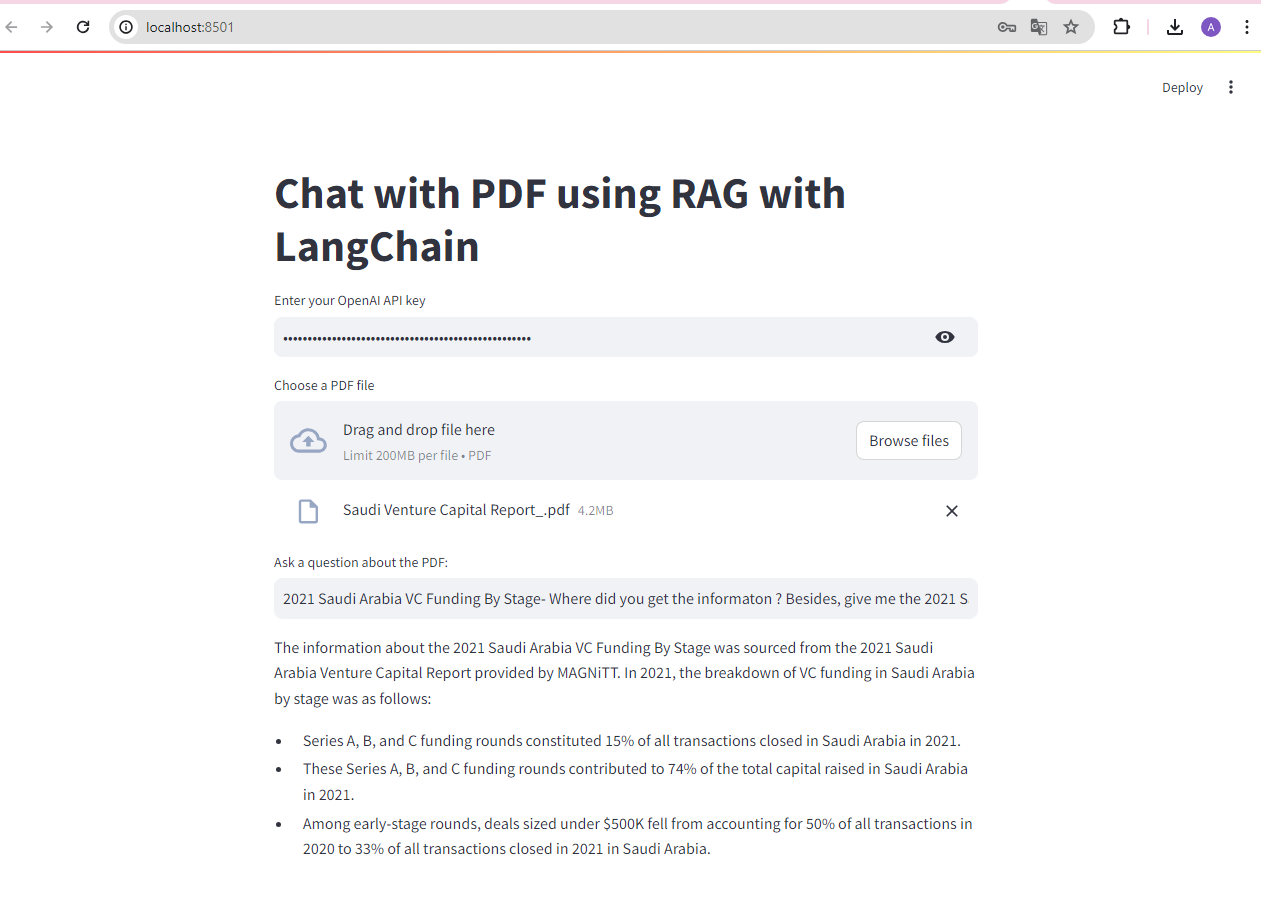 localhost:8501
A
Deploy
Chat with PDF using RAG with
LangChain
Enter your OpenAI API key
••••••••••••••••••••••••••••••••••••••••••••••••••
Choose a PDF file
Drag and drop file here
Limit 200MB per file • PDF
Browse files
Saudi Venture Capital Report_.pdf 4.2MB
Ask a question about the PDF:
2021 Saudi Arabia VC Funding By Stage- Where did you get the informaton ? Besides, give me the 2021 S
The information about the 2021 Saudi Arabia VC Funding By Stage was sourced from the 2021 Saudi
Arabia Venture Capital Report provided by MAGNiTT. In 2021, the breakdown of VC funding in Saudi Arabia
by stage was as follows:
• Series A, B, and C funding rounds constituted 15% of all transactions closed in Saudi Arabia in 2021.
• These Series A, B, and C funding rounds contributed to 74% of the total capital raised in Saudi Arabia
in 2021.
• Among early-stage rounds, deals sized under $500K fell from accounting for 50% of all transactions in
2020 to 33% of all transactions closed in 2021 in Saudi Arabia.